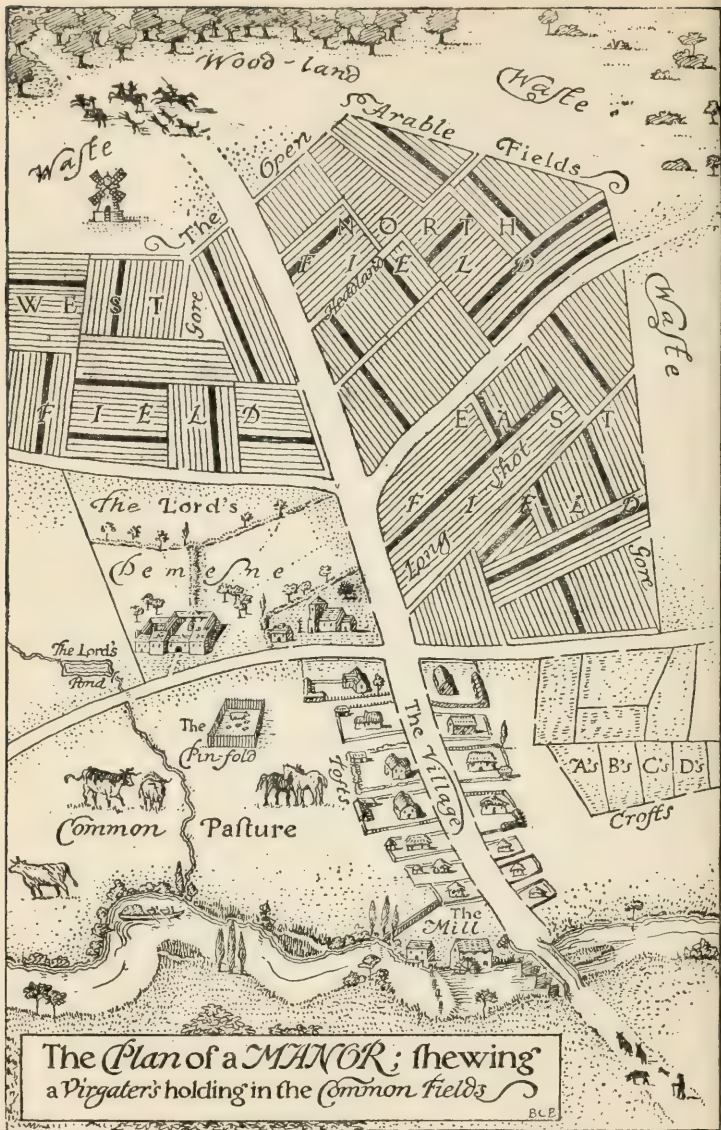 Wood-land
Waſte
Waſte
The Open Arable Fields
NORTH
FIELD
Headland
WEST
FIELD
Gore
Waſte
EAST
FIELD
Long Shot
Gore
The Lord's
Demeſne
The Lord's
Pond
The
Pin-fold
Tofts
The Village
A's B's C's D's
Crofts
Common Paſture
The
Mill
The Plan of a MANOR; ſhewing
a Virgater's holding in the Common Fields
BCB